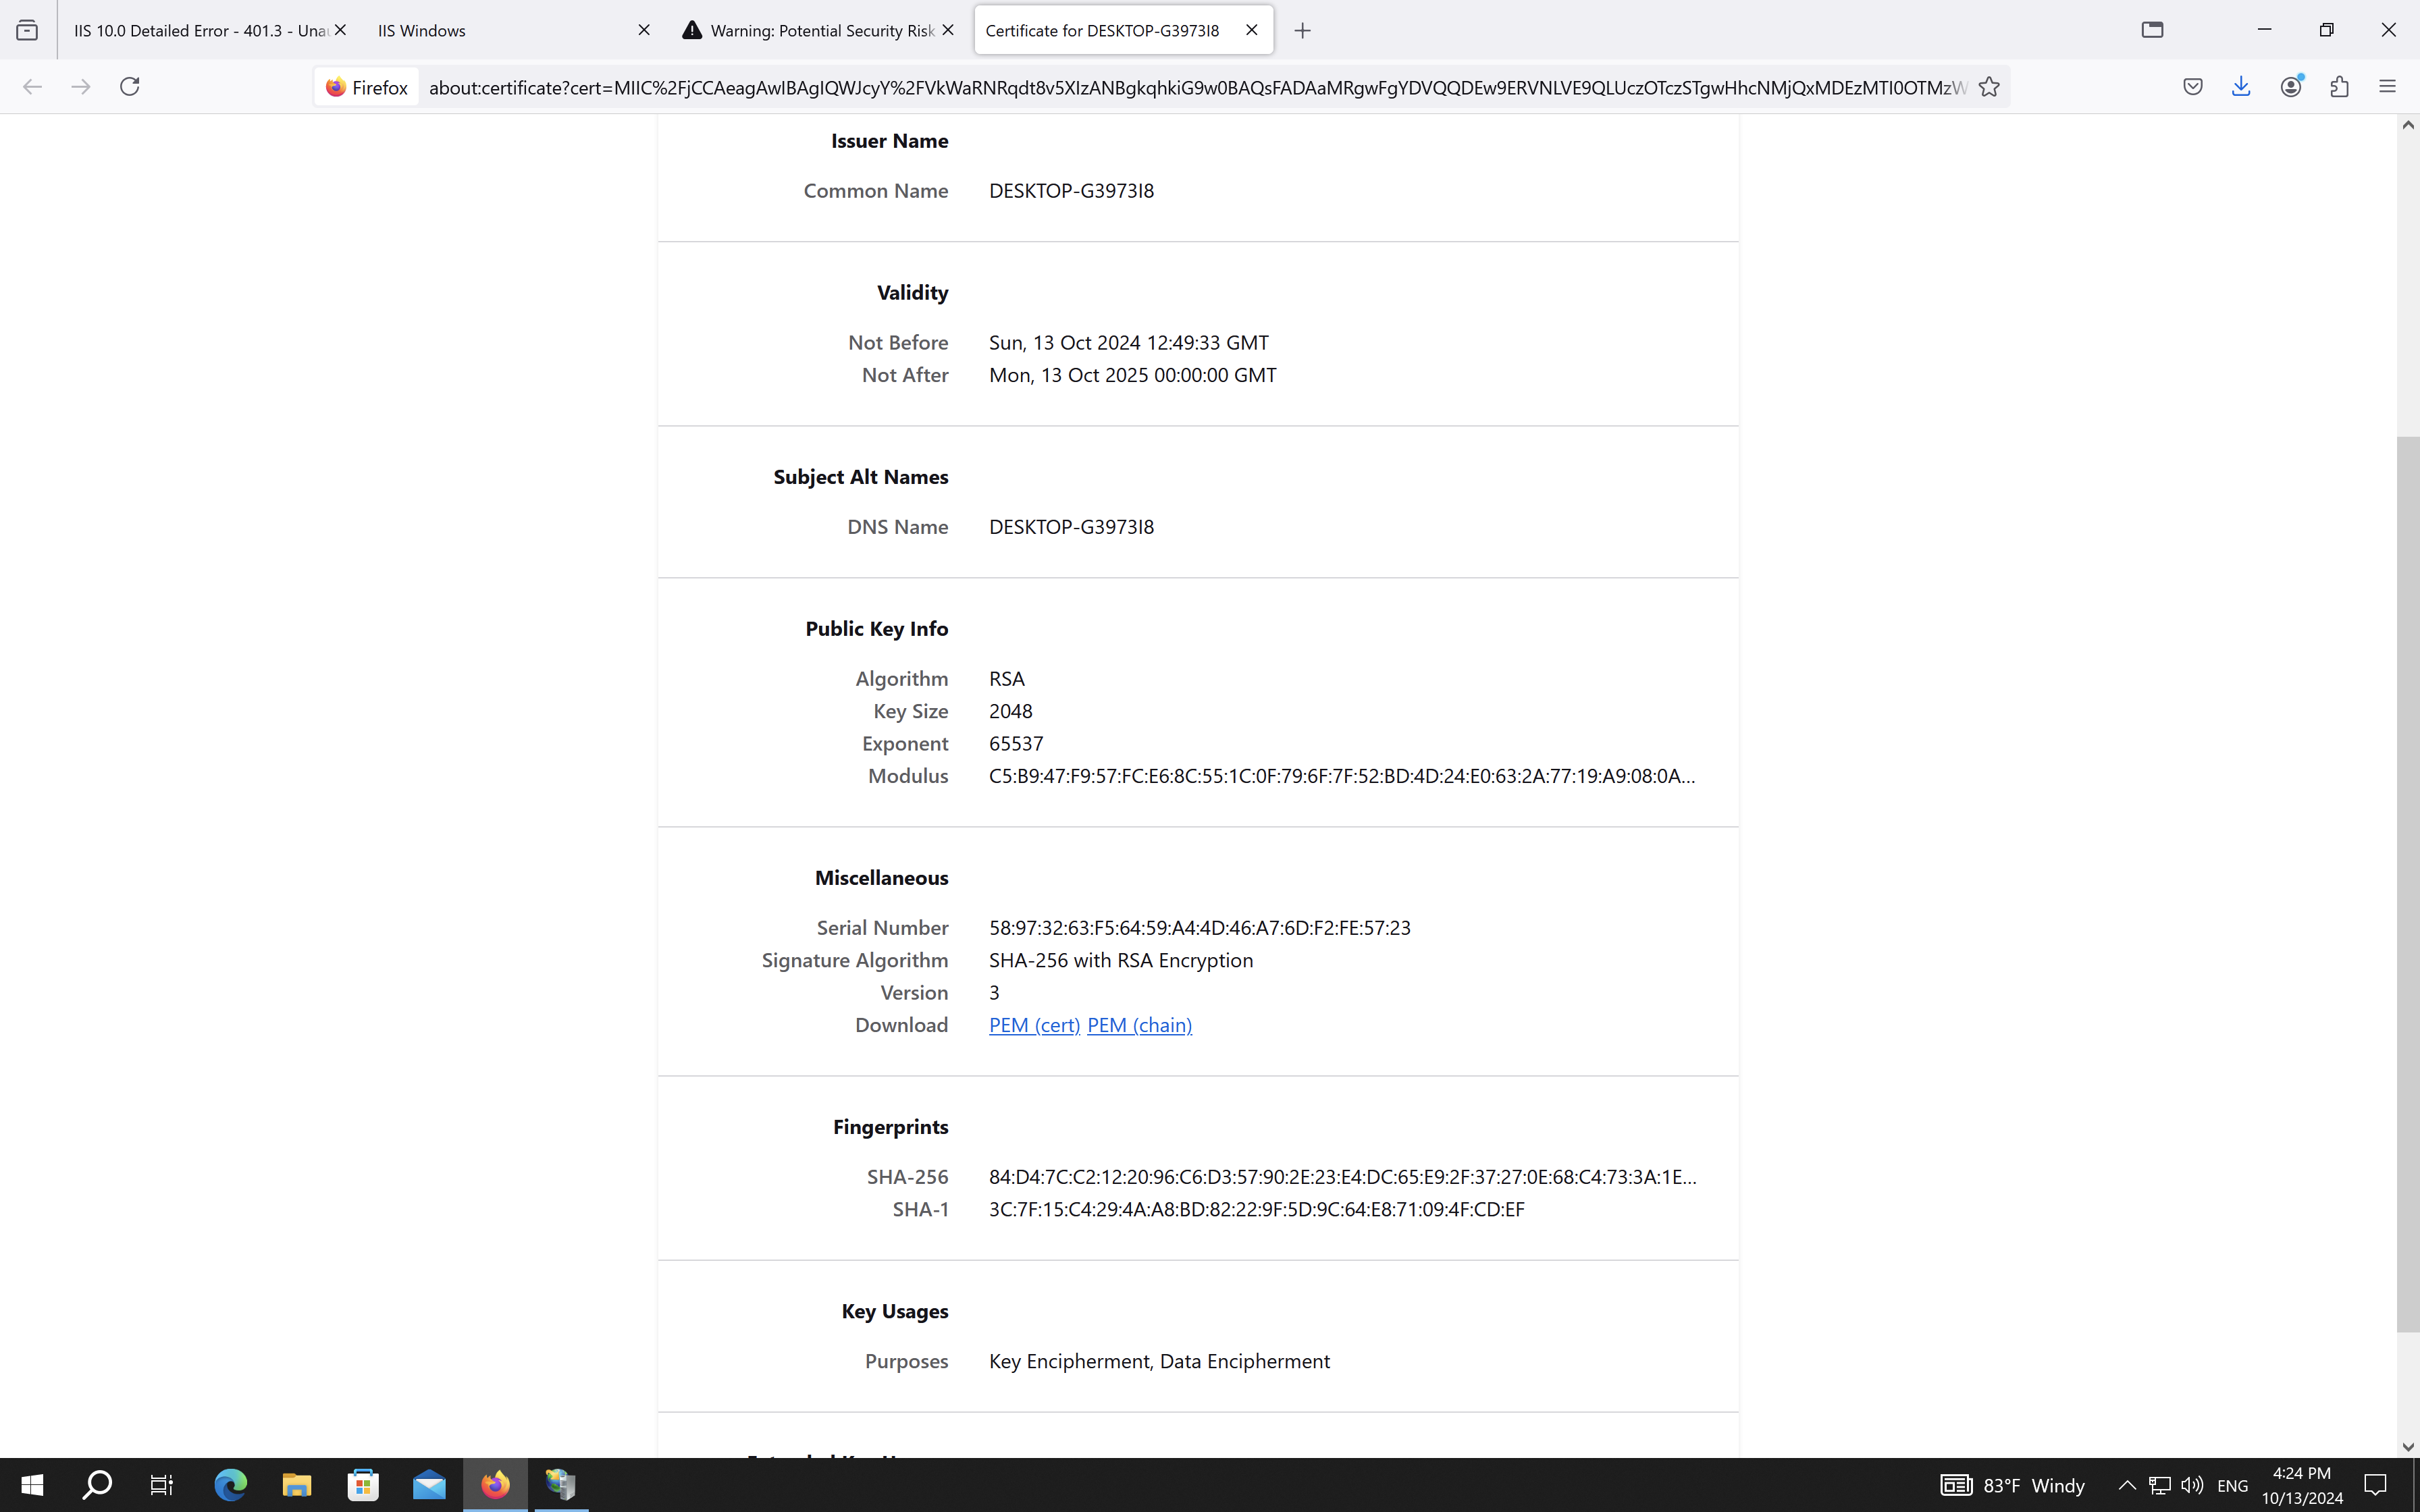 IIS 10.0 Detailed Error - 401.3 - Una
IIS Windows
Warning: Potential Security Risk
Certificate for DESKTOP-G3973I8
Firefox
about:certificate?cert=MIIC%2FjCCAeagAwIBAgIQWJcyY%2FVkWaRNRqdt8v5XIzANBgkqhkiG9w0BAQsFADAaMRgwFgYDVQQDEw9ERVNLVE9QLUczOTczSTgwHhcNMjQxMDEzMTI0OTMzW
Issuer Name
Common Name DESKTOP-G3973I8
Validity
Not Before Sun, 13 Oct 2024 12:49:33 GMT
Not After Mon, 13 Oct 2025 00:00:00 GMT
Subject Alt Names
DNS Name DESKTOP-G3973I8
Public Key Info
Algorithm RSA
Key Size 2048
Exponent 65537
Modulus C5:B9:47:F9:57:FC:E6:8C:55:1C:0F:79:6F:7F:52:BD:4D:24:E0:63:2A:77:19:A9:08:0A...
Miscellaneous
Serial Number 58:97:32:63:F5:64:59:A4:4D:46:A7:6D:F2:FE:57:23
Signature Algorithm SHA-256 with RSA Encryption
Version 3
Download PEM (cert) PEM (chain)
Fingerprints
SHA-256 84:D4:7C:C2:12:20:96:C6:D3:57:90:2E:23:E4:DC:65:E9:2F:37:27:0E:68:C4:73:3A:1E...
SHA-1 3C:7F:15:C4:29:4A:A8:BD:82:22:9F:5D:9C:64:E8:71:09:4F:CD:EF
Key Usages
Purposes Key Encipherment, Data Encipherment
83°F Windy
ENG
4:24 PM
10/13/2024